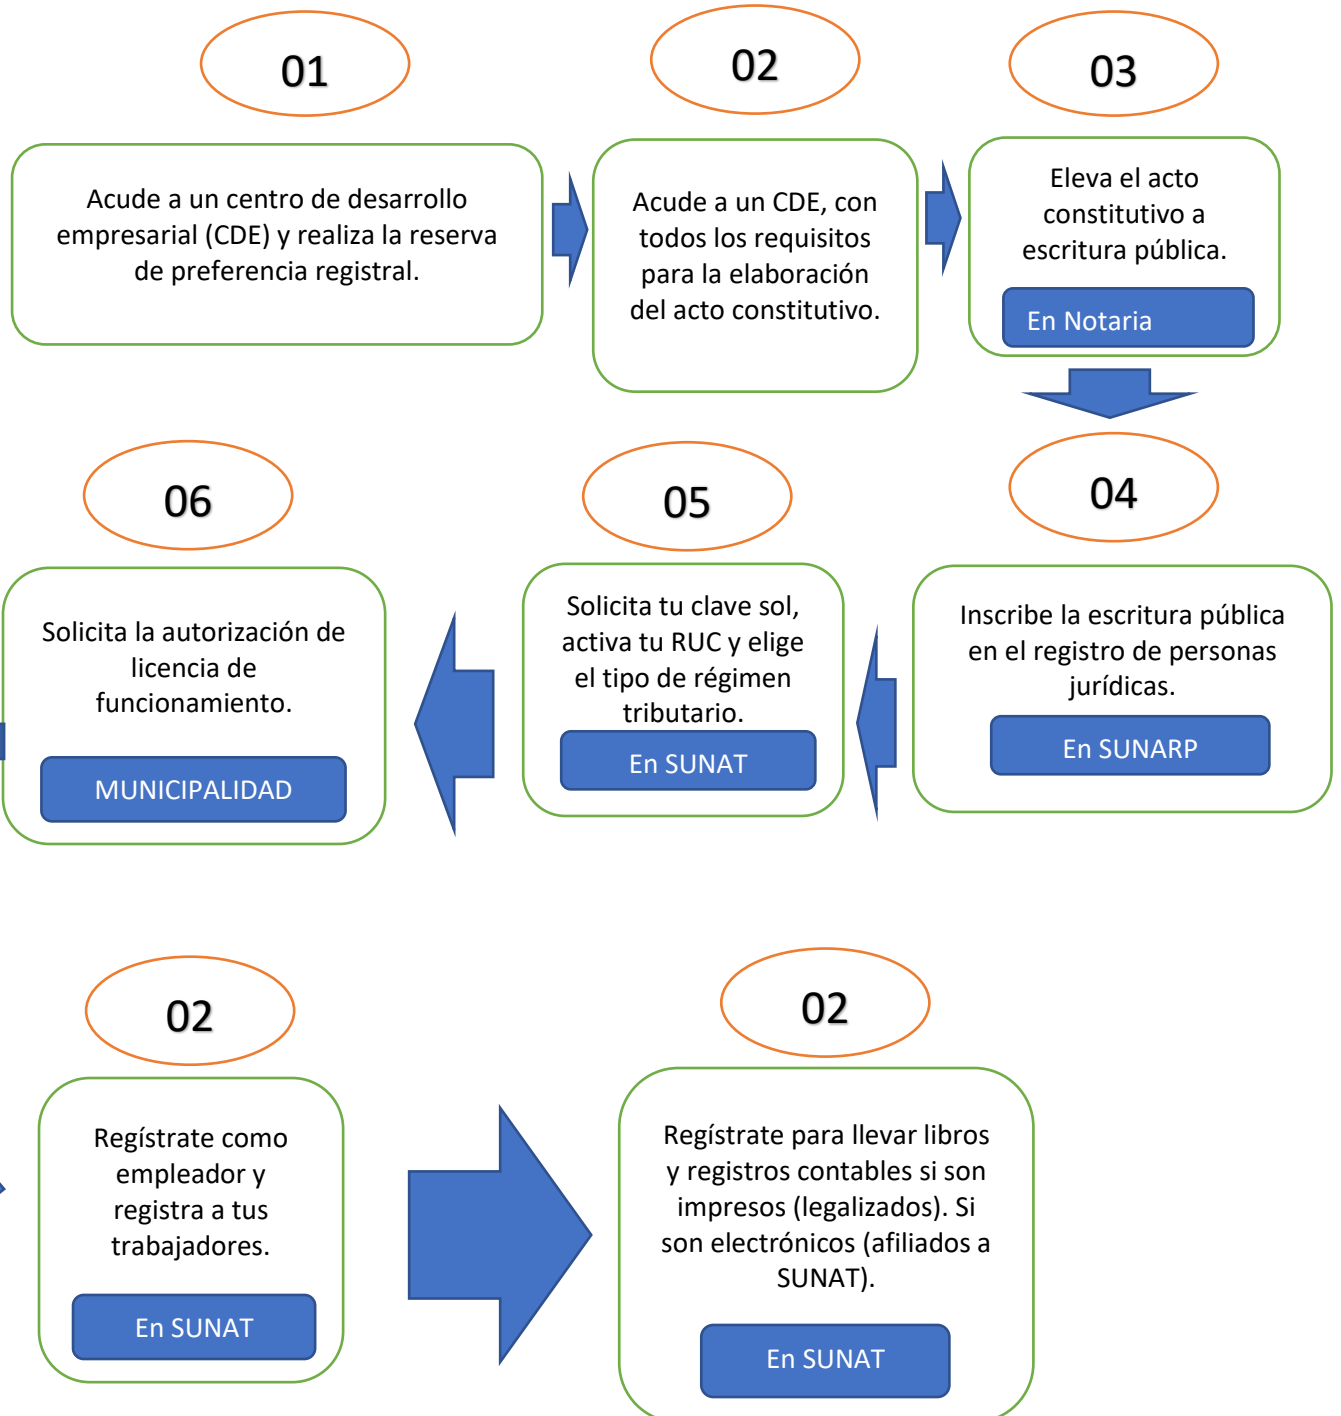 01
Acude a un centro de desarrollo
empresarial (CDE) y realiza la reserva
de preferencia registral.
02
Acude a un CDE, con
todos los requisitos
para la elaboración
del acto constitutivo.
03
Eleva el acto
constitutivo a
escritura pública.
En Notaria
04
Inscribe la escritura pública
en el registro de personas
jurídicas.
En SUNARP
05
Solicita tu clave sol,
activa tu RUC y elige
el tipo de régimen
tributario.
En SUNAT
06
Solicita la autorización de
licencia de
funcionamiento.
MUNICIPALIDAD
02
Regístrate como
empleador y
registra a tus
trabajadores.
En SUNAT
02
Regístrate para llevar libros
y registros contables si son
impresos (legalizados). Si
son electrónicos (afiliados a
SUNAT).
En SUNAT